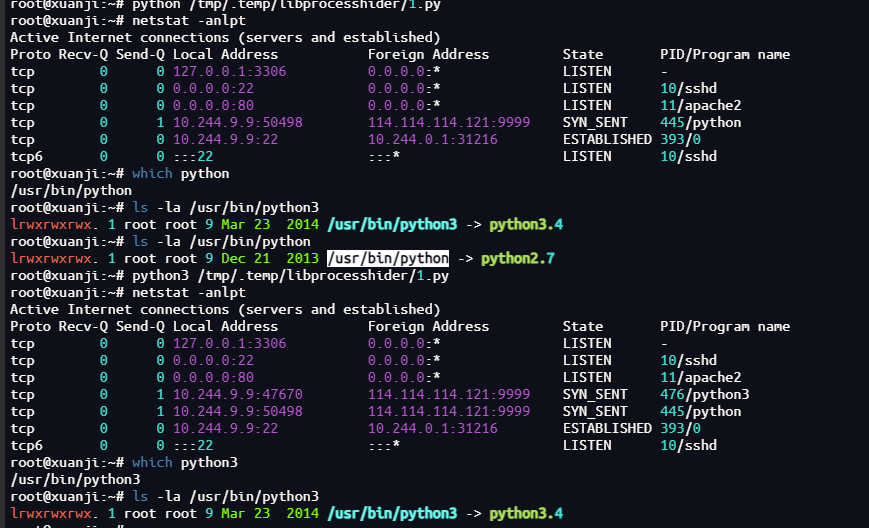 root@xuanji:~# python /tmp/.temp/libprocesshider/1.py
root@xuanji:~# netstat -anlpt
Active Internet connections (servers and established)
Proto Recv-Q Send-Q Local Address           Foreign Address         State       PID/Program name
tcp        0      0 127.0.0.1:3306          0.0.0.0:*               LISTEN      -
tcp        0      0 0.0.0.0:22              0.0.0.0:*               LISTEN      10/sshd
tcp        0      0 0.0.0.0:80              0.0.0.0:*               LISTEN      11/apache2
tcp        0      1 10.244.9.9:50498        114.114.114.121:9999    SYN_SENT    445/python
tcp        0      0 10.244.9.9:22           10.244.0.1:31216        ESTABLISHED 393/0
tcp6       0      0 :::22                   :::*                    LISTEN      10/sshd
root@xuanji:~# which python
/usr/bin/python
root@xuanji:~# ls -la /usr/bin/python3
lrwxrwxrwx. 1 root root 9 Mar 23  2014 /usr/bin/python3 -> python3.4
root@xuanji:~# ls -la /usr/bin/python
lrwxrwxrwx. 1 root root 9 Dec 21  2013 /usr/bin/python -> python2.7
root@xuanji:~# python3 /tmp/.temp/libprocesshider/1.py
root@xuanji:~# netstat -anlpt
Active Internet connections (servers and established)
Proto Recv-Q Send-Q Local Address           Foreign Address         State       PID/Program name
tcp        0      0 127.0.0.1:3306          0.0.0.0:*               LISTEN      -
tcp        0      0 0.0.0.0:22              0.0.0.0:*               LISTEN      10/sshd
tcp        0      0 0.0.0.0:80              0.0.0.0:*               LISTEN      11/apache2
tcp        0      1 10.244.9.9:47670        114.114.114.121:9999    SYN_SENT    476/python3
tcp        0      1 10.244.9.9:50498        114.114.114.121:9999    SYN_SENT    445/python
tcp        0      0 10.244.9.9:22           10.244.0.1:31216        ESTABLISHED 393/0
tcp6       0      0 :::22                   :::*                    LISTEN      10/sshd
root@xuanji:~# which python3
/usr/bin/python3
root@xuanji:~# ls -la /usr/bin/python3
lrwxrwxrwx. 1 root root 9 Mar 23  2014 /usr/bin/python3 -> python3.4